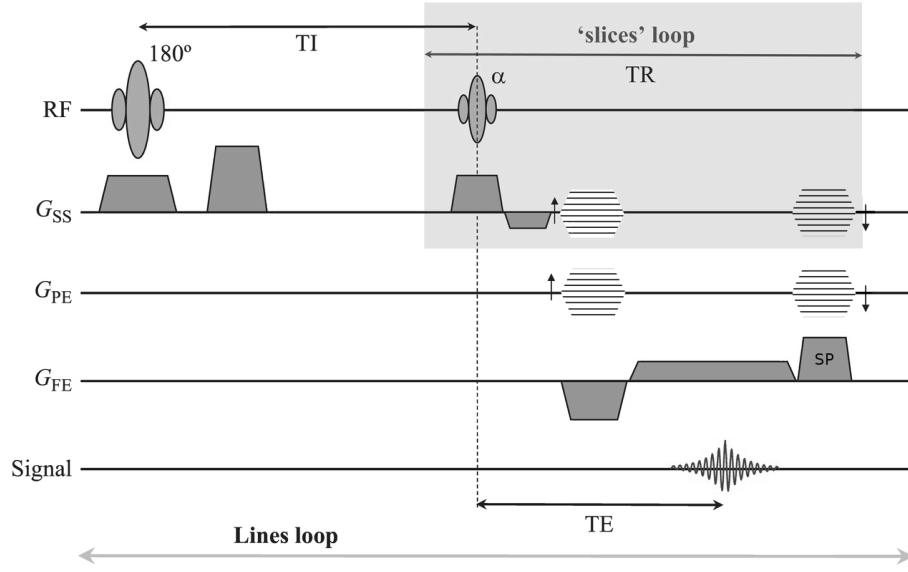 TI
'slices' loop
180º
TR
α
RF
G_SS
G_PE
G_FE
SP
Signal
TE
Lines loop